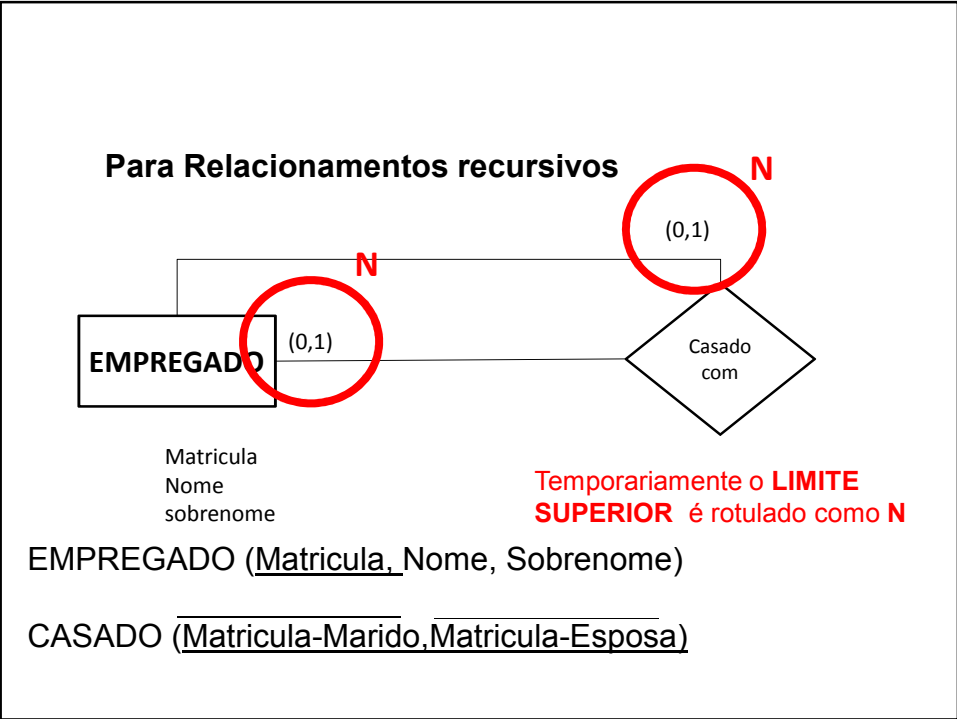 Para Relacionamentos recursivos
N
(0,1)
N
(0,1)
EMPREGADO
Casado
com
Matricula
Nome
sobrenome
Temporariamente o LIMITE
SUPERIOR é rotulado como N
EMPREGADO (Matricula, Nome, Sobrenome)
CASADO (Matricula-Marido,Matricula-Esposa)